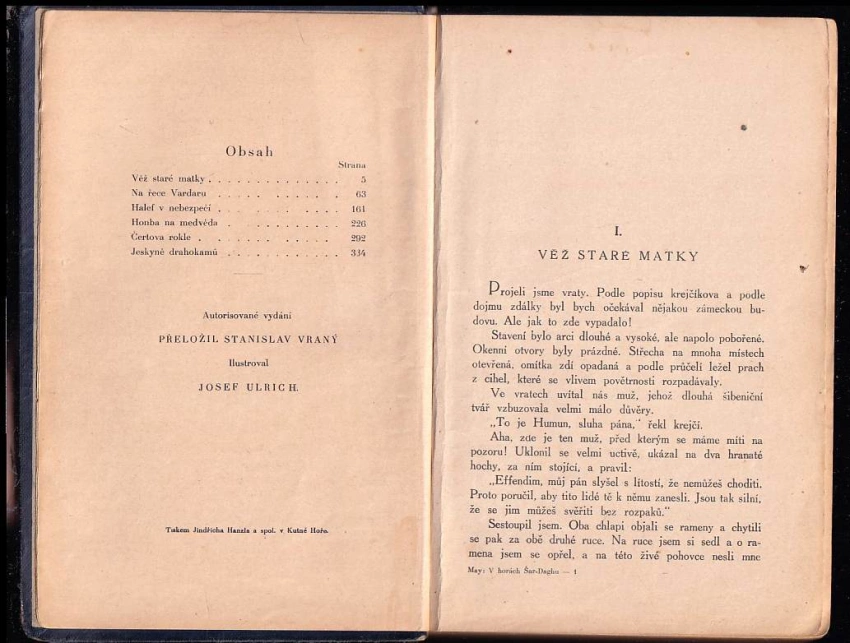 Obsah
Strana
Věž staré matky . . . . . . . . . . . . . 5
Na řece Vardaru . . . . . . . . . . . . 63
Halef v nebezpečí . . . . . . . . . . . 161
Honba na medvěda . . . . . . . . . . 226
Čertova rokle . . . . . . . . . . . . 292
Jeskyně drahokamů . . . . . . . . . . 334
Autorisované vydání
PŘELOŽIL STANISLAV VRANÝ
Ilustroval
JOSEF ULRICH.
Tiskem Jindřicha Hanzla a spol. v Kutné Hoře.
I.
VĚŽ STARÉ MATKY
Projeli jsme vraty. Podle popisu krejčíkova a podle
dojmu zdálky byl bych očekával nějakou zámeckou bu-
dovu. Ale jak to zde vypadalo!
Stavení bylo arci dlouhé a vysoké, ale napolo pobořené.
Okenní otvory byly prázdné. Střecha na mnoha místech
otevřená, omítka zdí opadaná a podle průčelí ležel prach
z cihel, které se vlivem povětrnosti rozpadávaly.
Ve vratech uvítal nás muž, jehož dlouhá šibeniční
tvář vzbuzovala velmi málo důvěry.
„To je Humun, sluha pána,“ řekl krejčí.
Aha, zde je ten muž, před kterým se máme míti na
pozoru! Uklonil se velmi uctivě, ukázal na dva hranaté
hochy, za ním stojící, a pravil:
„Effendim, můj pán slyšel s lítostí, že nemůžeš choditi.
Proto poručil, aby tito lidé tě k němu zanesli. Jsou tak silní,
že se jim můžeš svěřiti bez rozpaků.“
Sestoupil jsem. Oba chlapi objali se rameny a chytili
se pak za obě druhé ruce. Na ruce jsem si sedl a o ra-
mena jsem se opřel, a na této živé pohovce nesli mne
May: V horách Šar-Daghu — 1